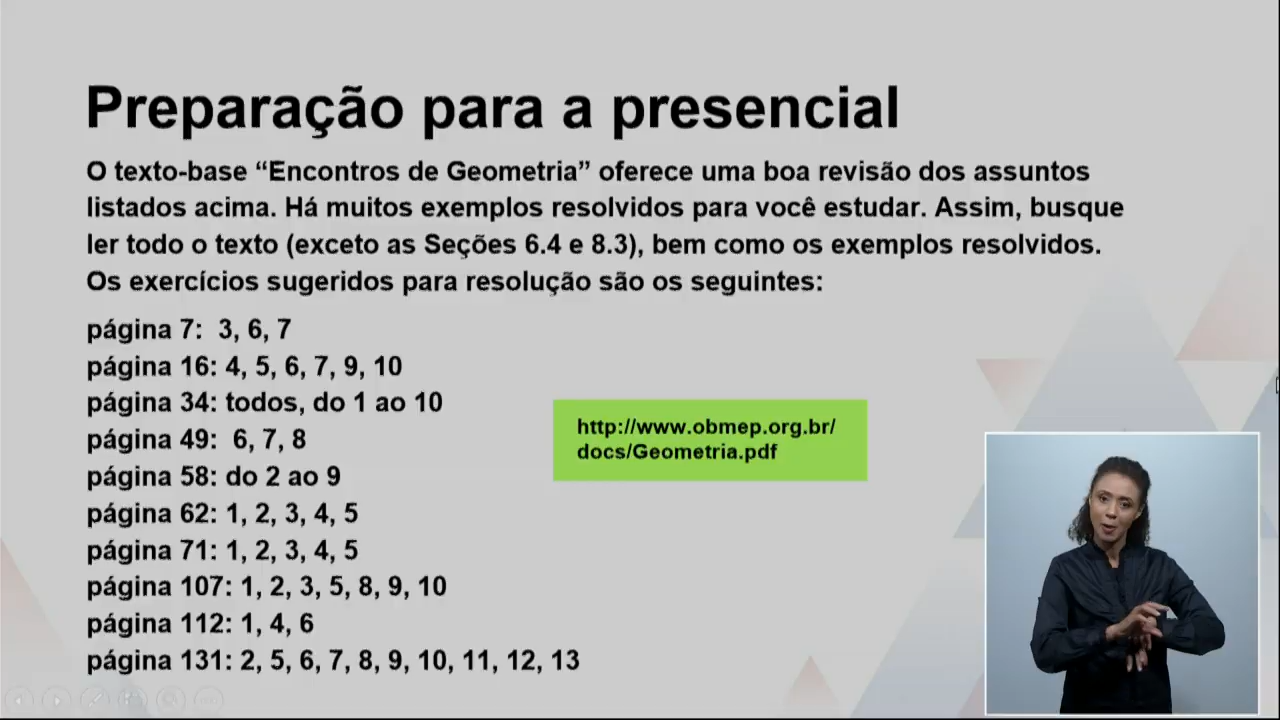 Preparação para a presencial
O texto-base “Encontros de Geometria” oferece uma boa revisão dos assuntos
listados acima. Há muitos exemplos resolvidos para você estudar. Assim, busque
ler todo o texto (exceto as Seções 6.4 e 8.3), bem como os exemplos resolvidos.
Os exercícios sugeridos para resolução são os seguintes:
página 7:  3, 6, 7
página 16: 4, 5, 6, 7, 9, 10
página 34: todos, do 1 ao 10
página 49:  6, 7, 8
página 58: do 2 ao 9
página 62: 1, 2, 3, 4, 5
página 71: 1, 2, 3, 4, 5
página 107: 1, 2, 3, 5, 8, 9, 10
página 112: 1, 4, 6
página 131: 2, 5, 6, 7, 8, 9, 10, 11, 12, 13
http://www.obmep.org.br/
docs/Geometria.pdf